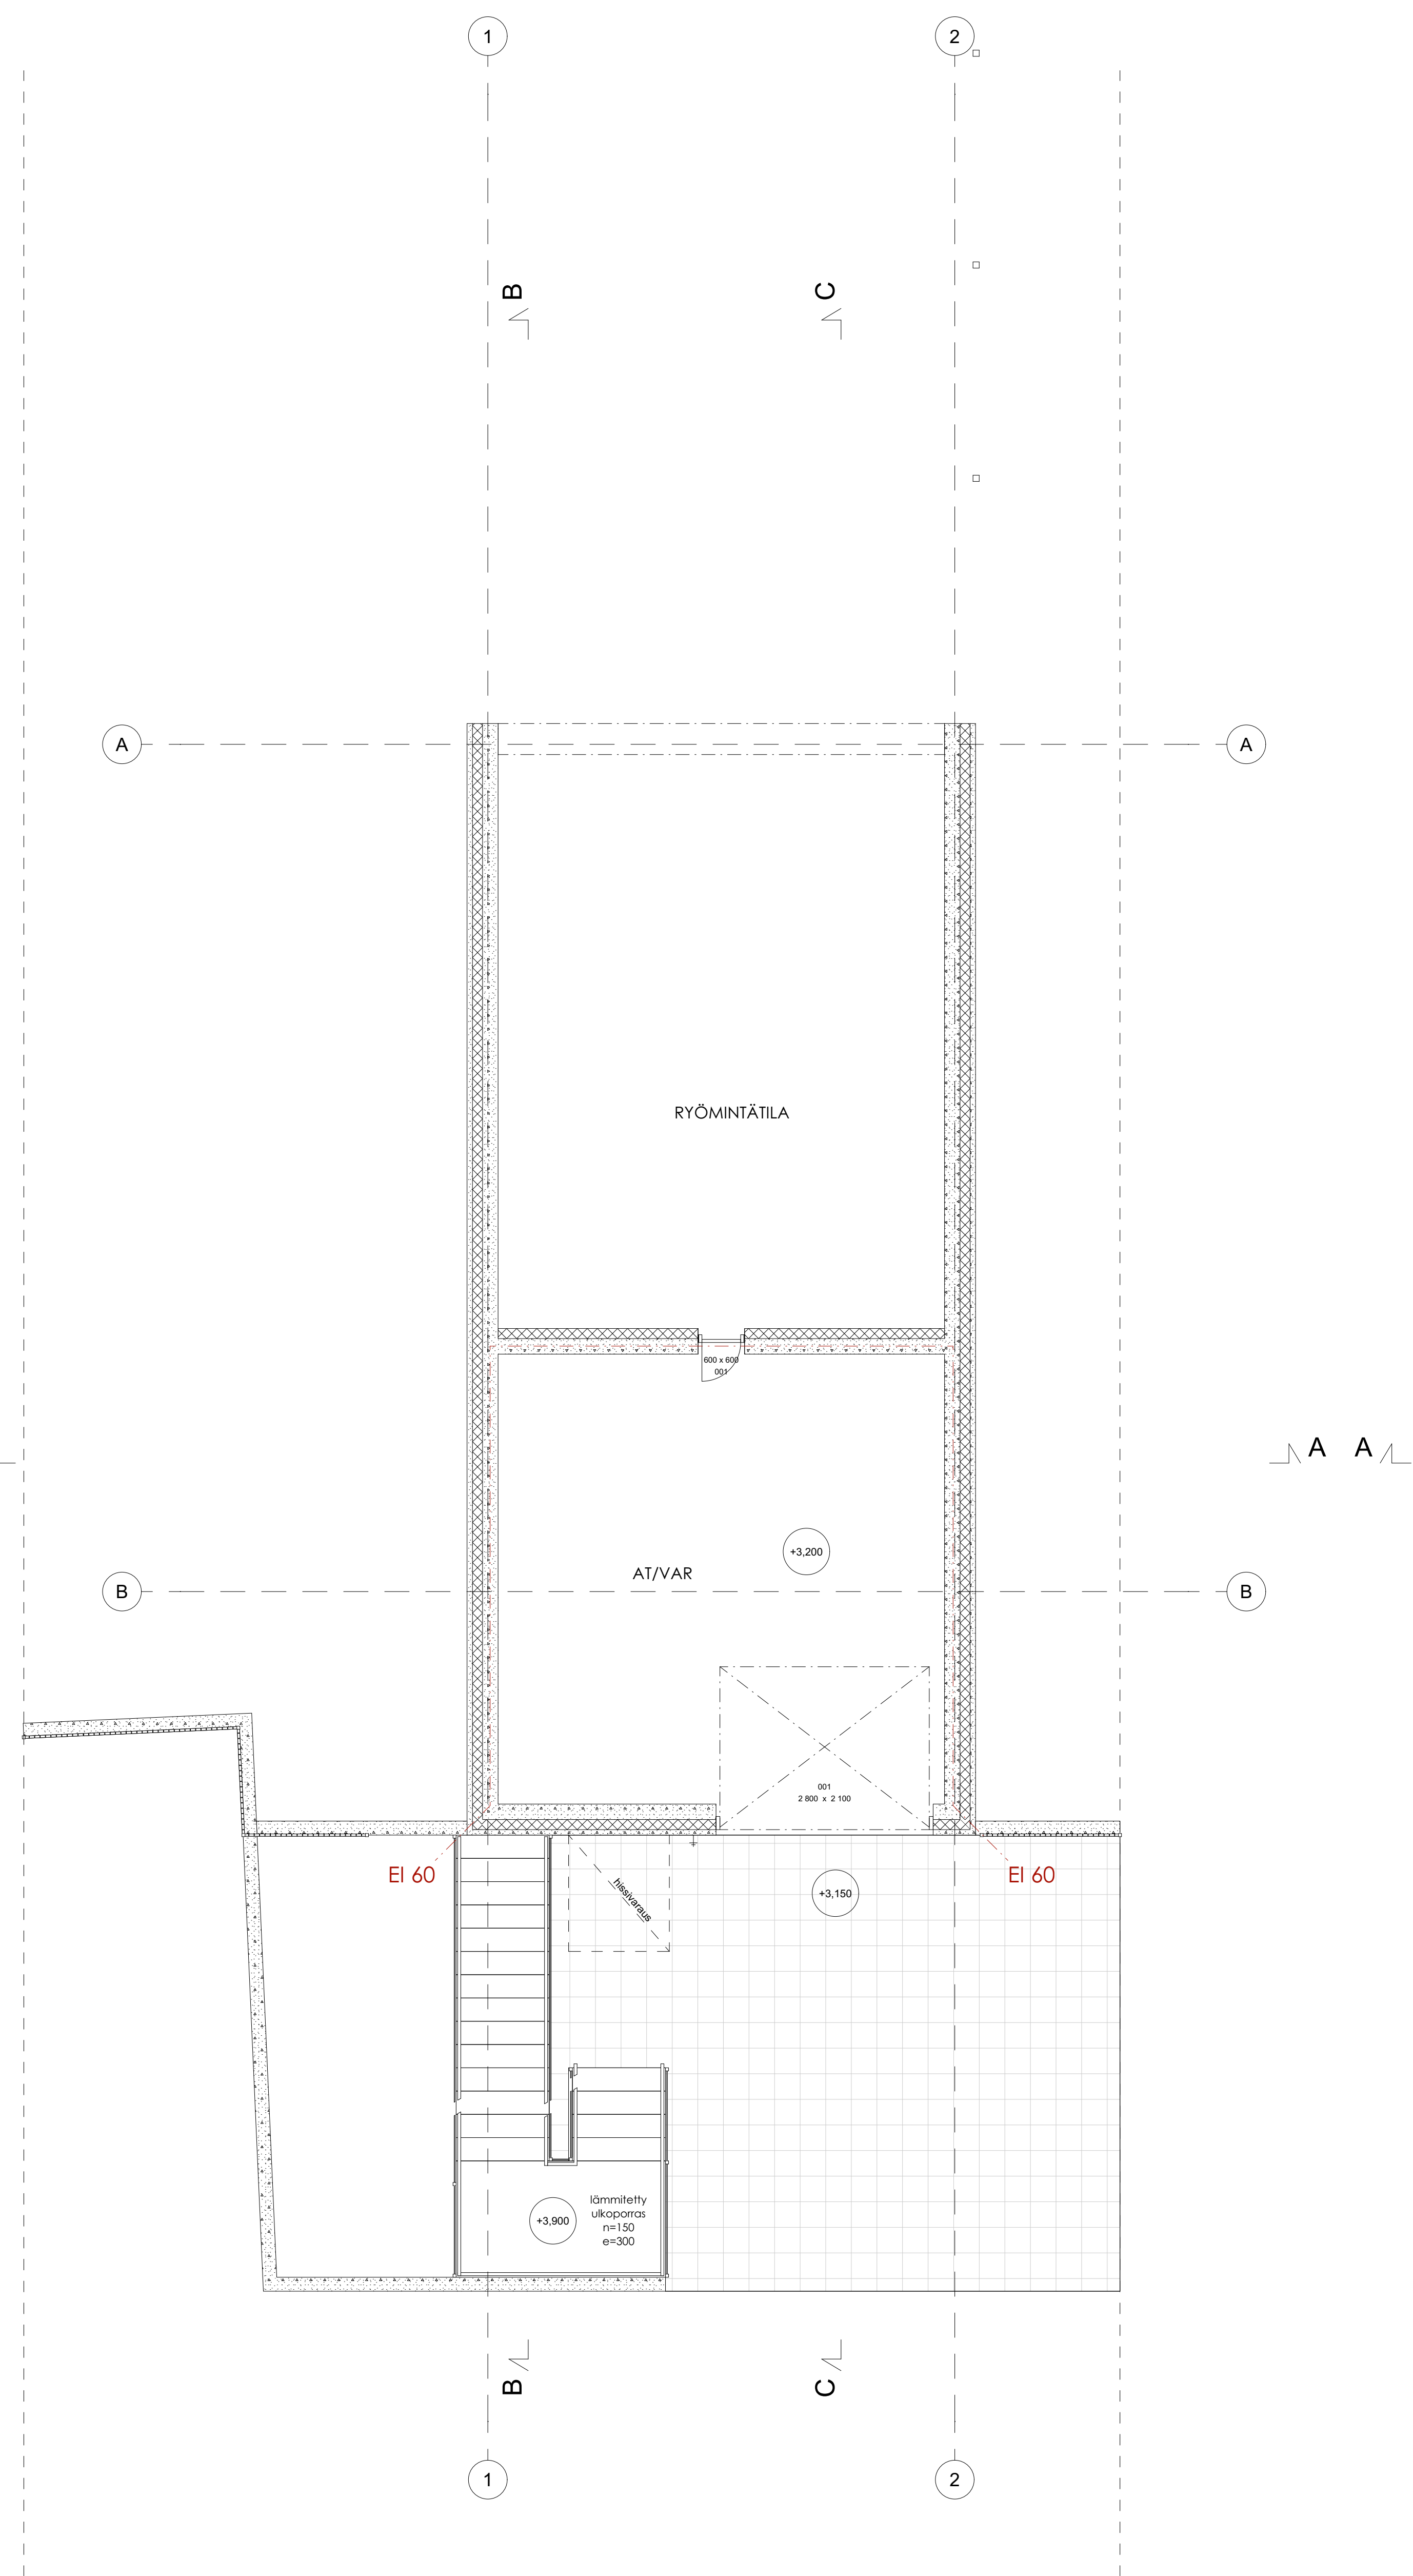 1 2
B C
A A
RYÖMINTÄTILA
600 x 600
001
A A
+3,200
AT/VAR
B B
001
2 800 x 2 100
EI 60 EI 60
hissivaraus
+3,150
lämmitetty
+3,900 ulkoporras
n=150
e=300
B C
1 2